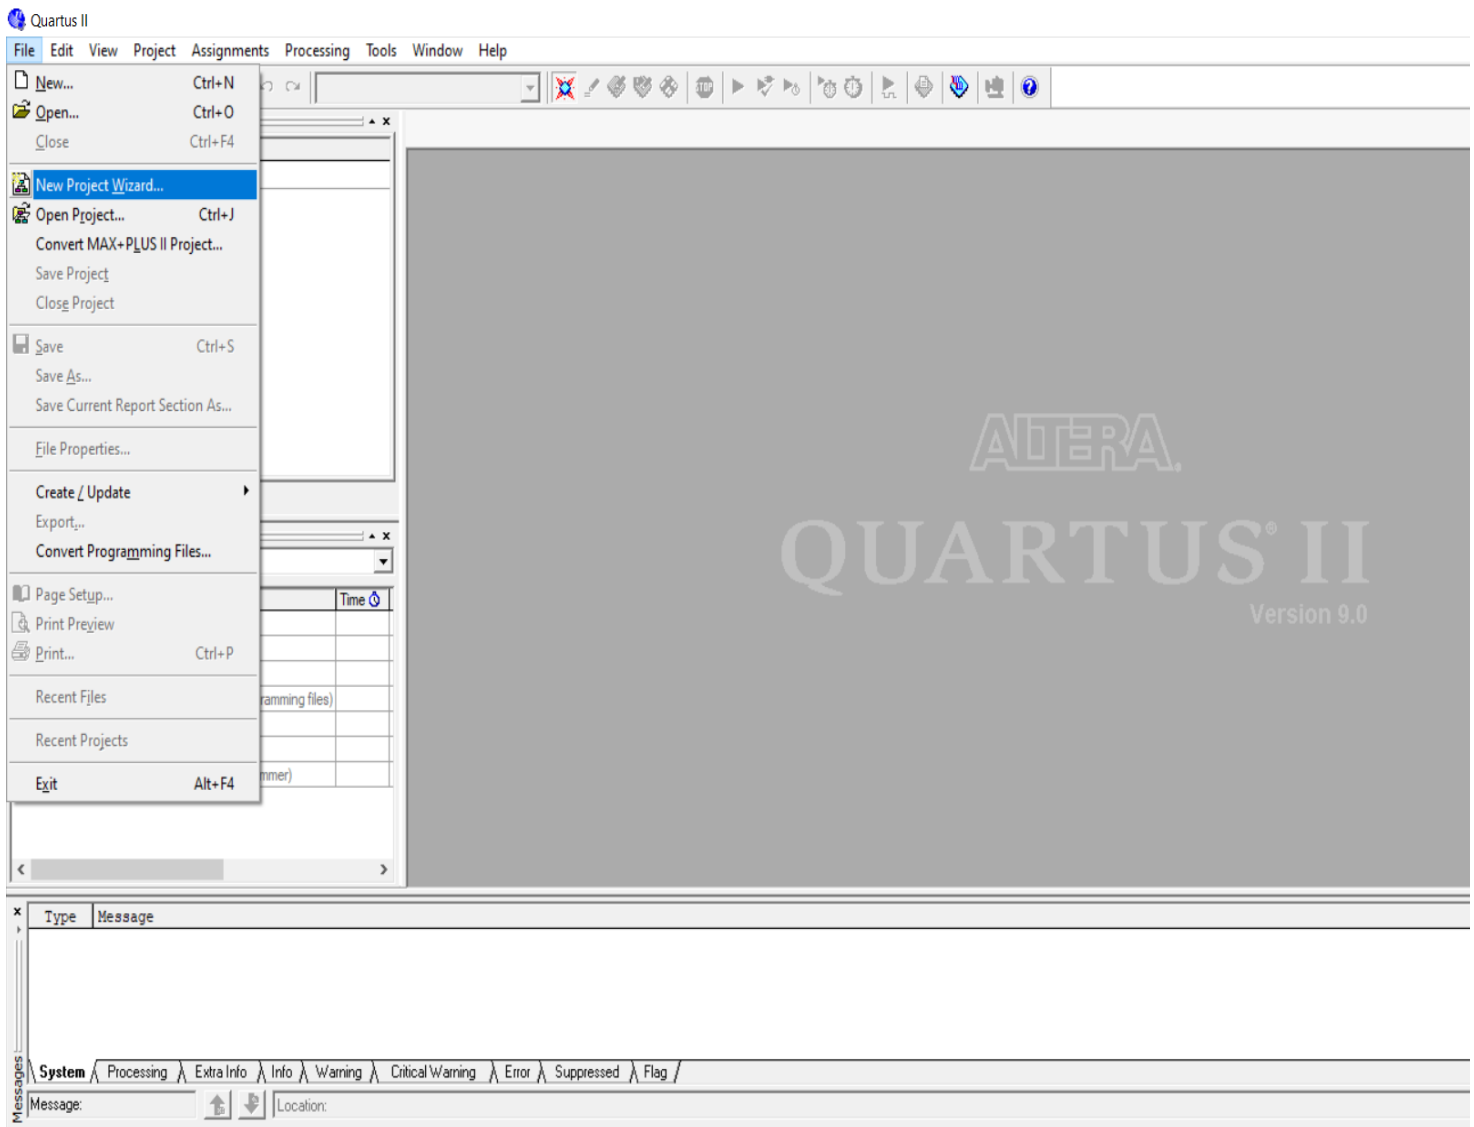 Quartus II
File Edit View Project Assignments Processing Tools Window Help
New... Ctrl+N
Open... Ctrl+O
Close Ctrl+F4
New Project Wizard...
Open Project... Ctrl+J
Convert MAX+PLUS II Project...
Save Project
Close Project
Save Ctrl+S
Save As...
Save Current Report Section As...
File Properties...
Create / Update
Export...
Convert Programming Files...
Page Setup...
Print Preview
Print... Ctrl+P
Recent Files
Recent Projects
Exit Alt+F4
STOP
Time
ramming files)
mmer)
ALTERA.
QUARTUS® II
Version 9.0
Type Message
System Processing Extra Info Info Warning Critical Warning Error Suppressed Flag
Messages
Message: Location: